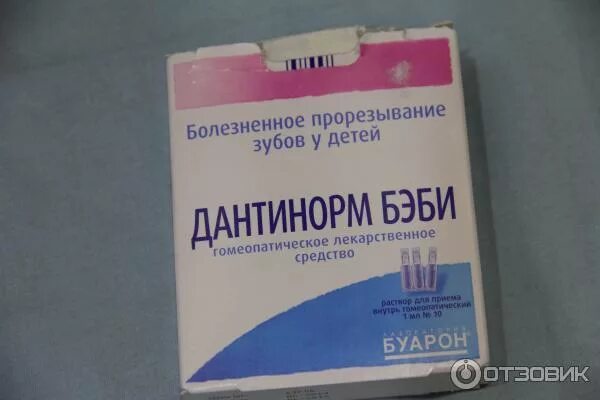 Болезненное прорезывание
зубов у детей
ДАНТИНОРМ БЭБИ
гомеопатическое лекарственное
средство
раствор для приема
внутрь гомеопатический
1 мл № 10
ЛАБОРАТОРИЯ
БУАРОН
ОТЗОВИК